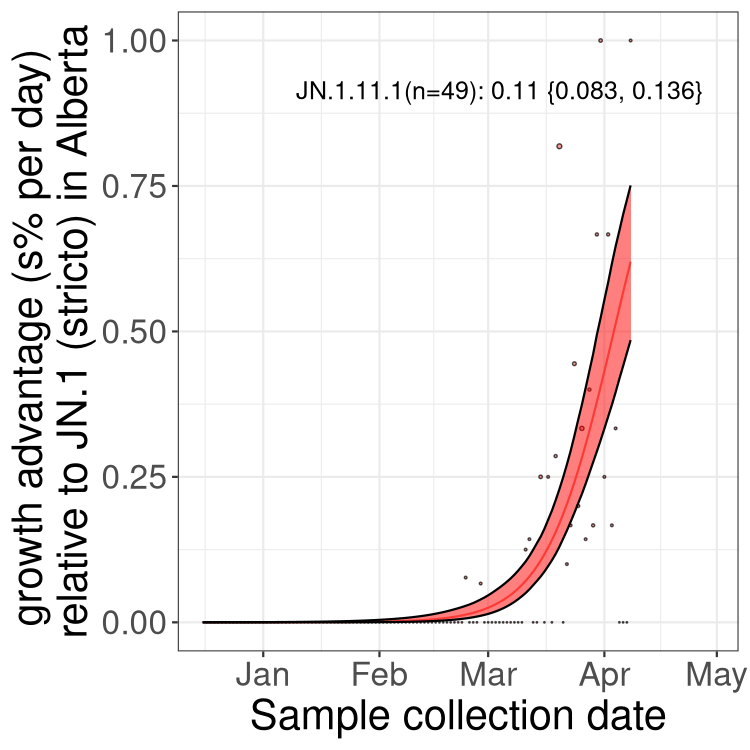 growth advantage (s% per day)
relative to JN.1 (stricto) in Alberta
1.00
0.75
0.50
0.25
0.00
JN.1.11.1(n=49): 0.11 {0.083, 0.136}
Jan Feb Mar Apr May
Sample collection date